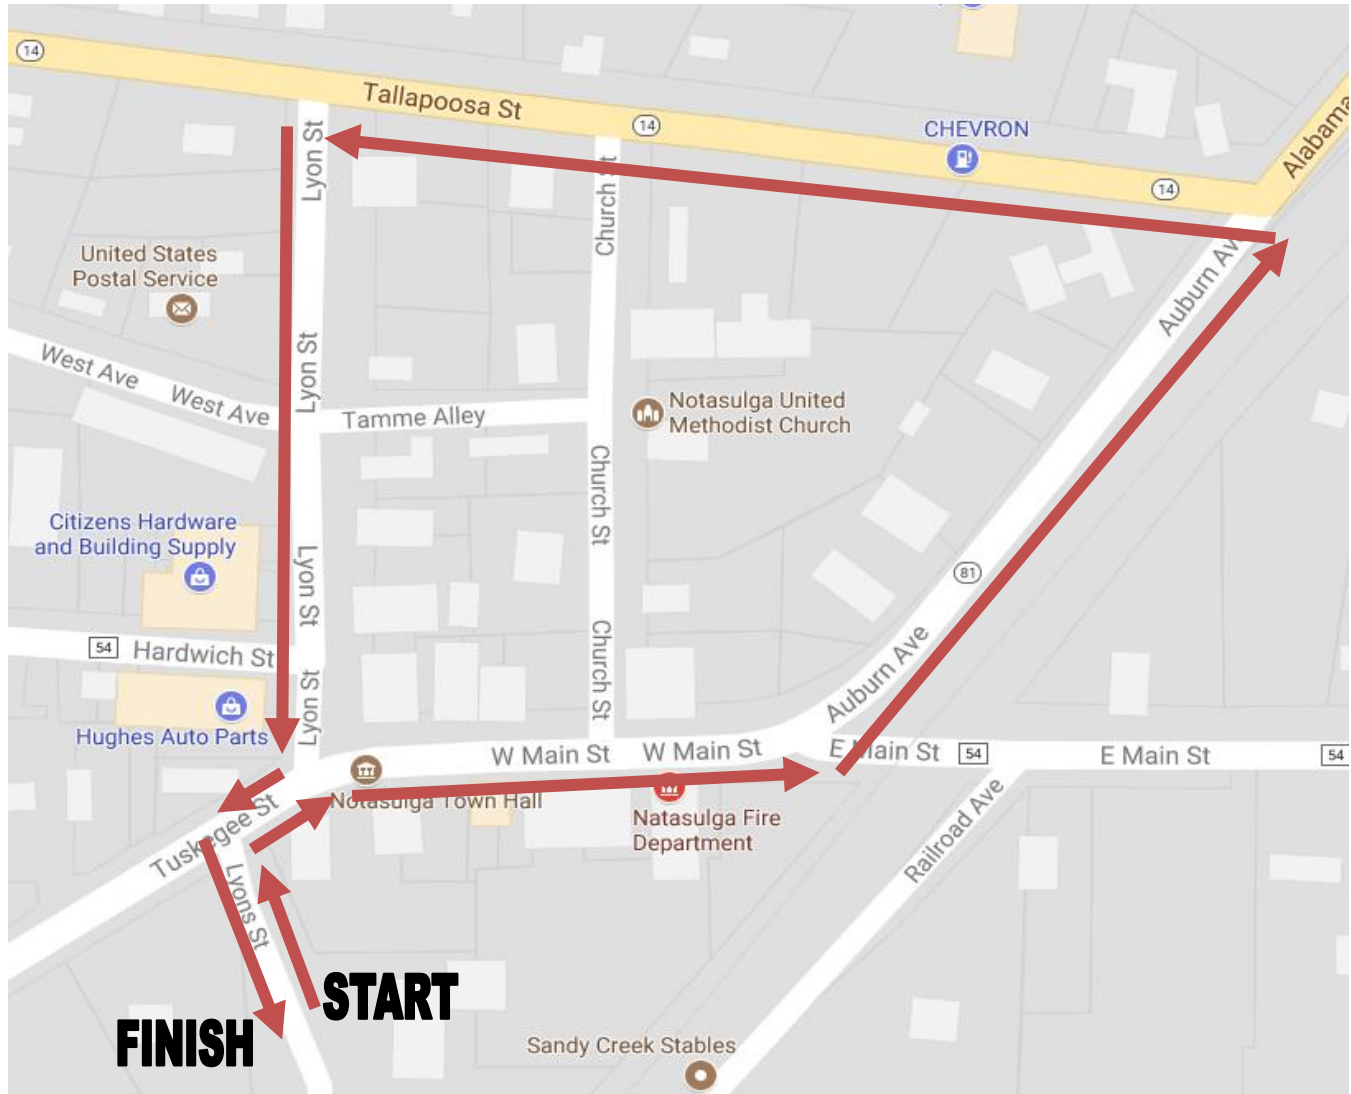 14
Tallapoosa St
14
CHEVRON
14
Alabama
Lyon St
Church St
Auburn Av
United States
Postal Service
West Ave
West Ave
Lyon St
Tamme Alley
Notasulga United
Methodist Church
Citizens Hardware
and Building Supply
Lyon St
Church St
81
54
Hardwich St
Lyon St
Church St
Auburn Ave
Hughes Auto Parts
W Main St
W Main St
E Main St
54
E Main St
54
Notasulga Town Hall
Natasulga Fire
Department
Tuskegee St
Railroad Ave
Lyons St
START
FINISH
Sandy Creek Stables